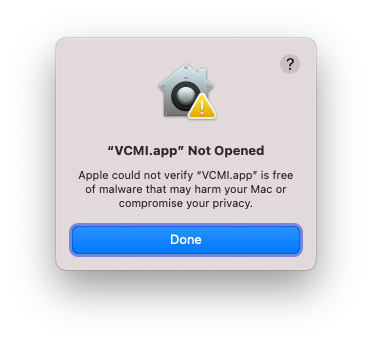 ?
“VCMI.app” Not Opened
Apple could not verify “VCMI.app” is free
of malware that may harm your Mac or
compromise your privacy.
Done